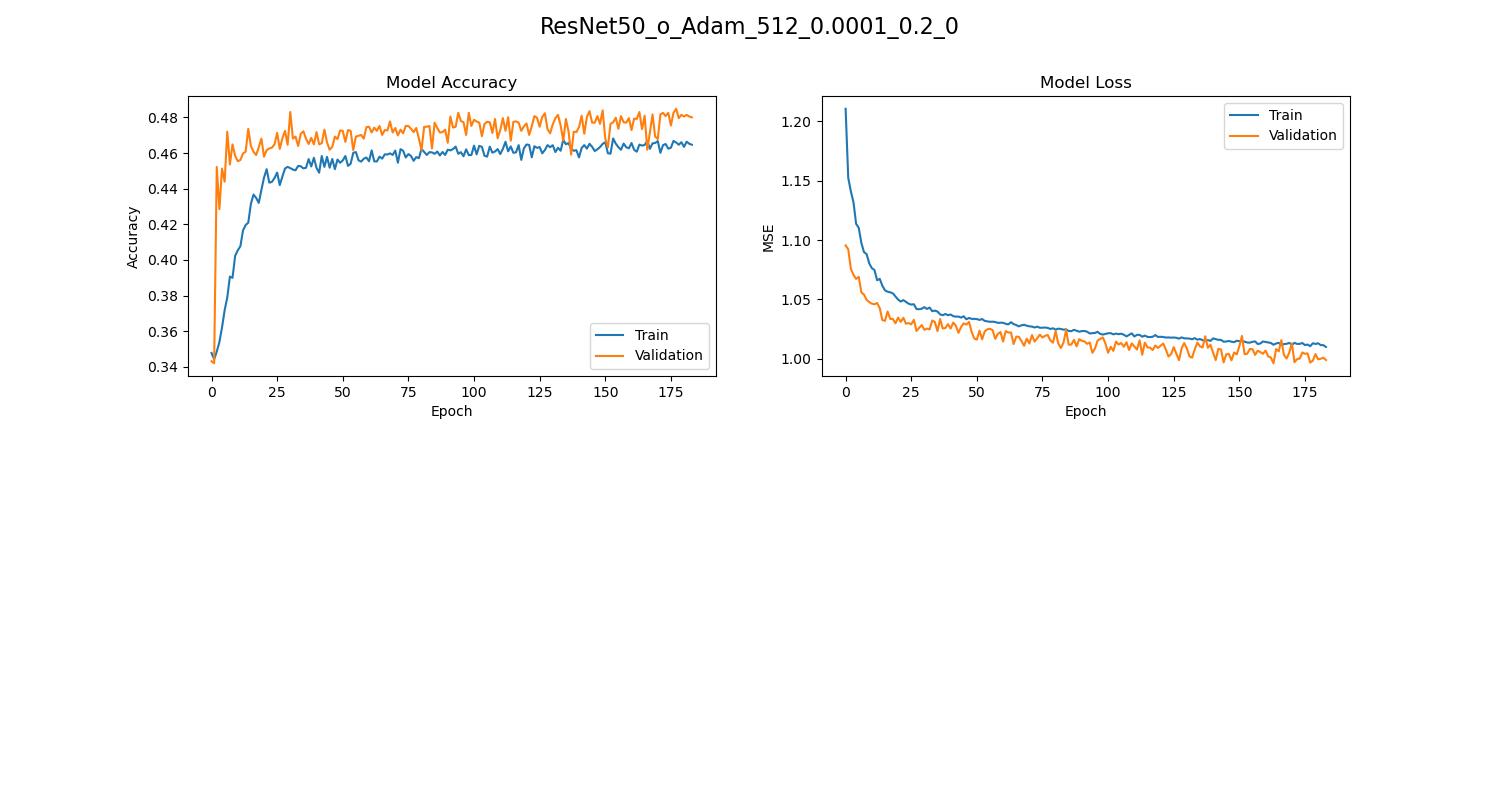 ResNet50_o_Adam_512_0.0001_0.2_0
Model Accuracy
Accuracy
0.48
0.46
0.44
0.42
0.40
0.38
0.36
0.34
Train
Validation
0 25 50 75 100 125 150 175
Epoch
Model Loss
MSE
1.20
1.15
1.10
1.05
1.00
Train
Validation
0 25 50 75 100 125 150 175
Epoch